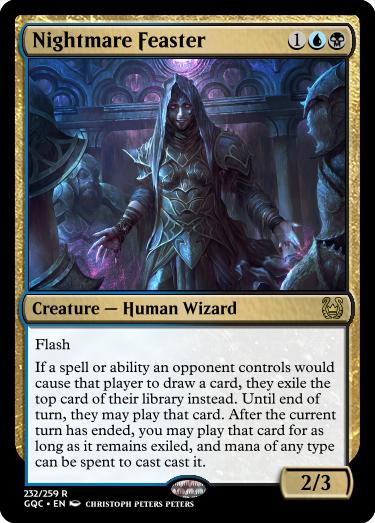 Nightmare Feaster 1
Creature — Human Wizard
Flash
If a spell or ability an opponent controls would
cause that player to draw a card, they exile the
top card of their library instead. Until end of
turn, they may play that card. After the current
turn has ended, you may play that card for as
long as it remains exiled, and mana of any type
can be spent to cast cast it.
2/3
232/259 R
GQC • EN CHRISTOPH PETERS PETERS